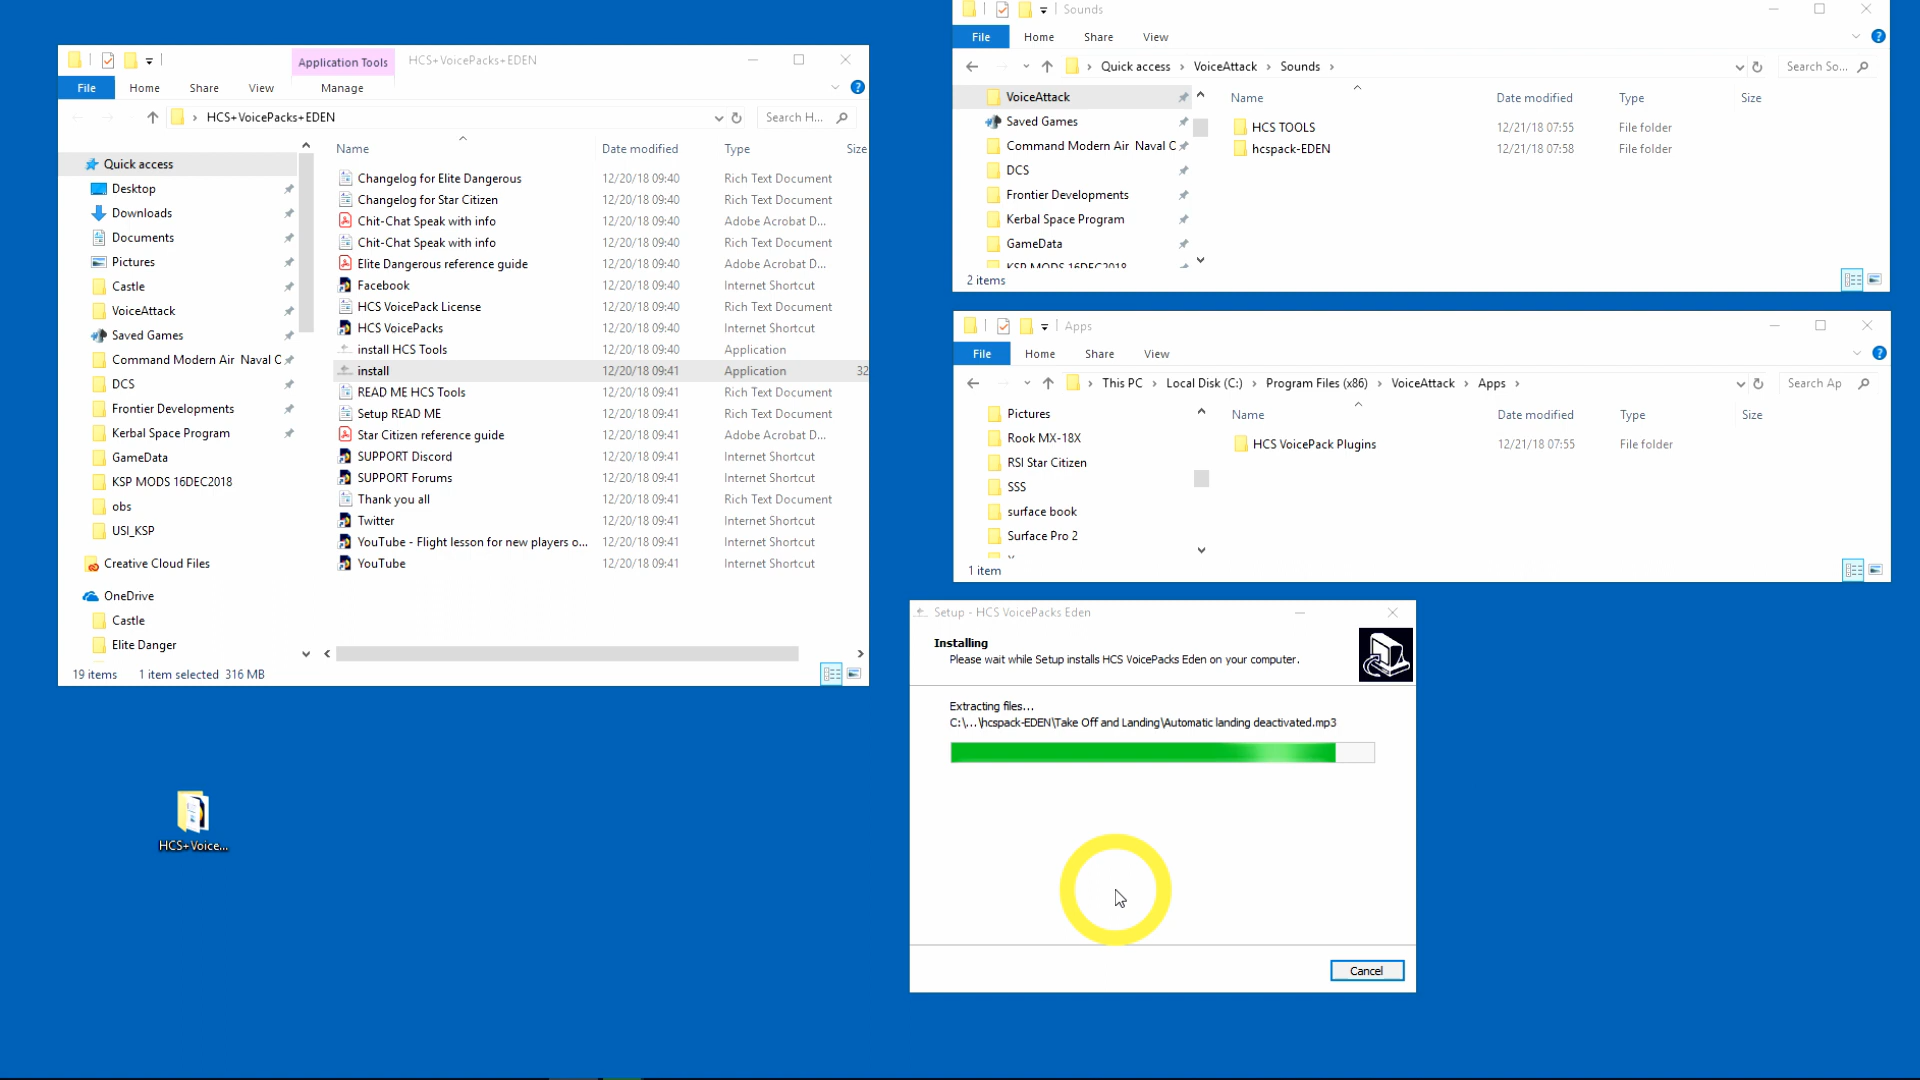 Application Tools
HCS+VoicePacks+EDEN
File
Home
Share
View
Manage
HCS+VoicePacks+EDEN
Search H...
Quick access
Desktop
Downloads
Documents
Pictures
Castle
VoiceAttack
Saved Games
Command Modern Air Naval C
DCS
Frontier Developments
Kerbal Space Program
GameData
KSP MODS 16DEC2018
obs
USI_KSP
Creative Cloud Files
OneDrive
Castle
Elite Danger
Name Date modified Type Size
Changelog for Elite Dangerous 12/20/18 09:40 Rich Text Document
Changelog for Star Citizen 12/20/18 09:40 Rich Text Document
Chit-Chat Speak with info 12/20/18 09:40 Adobe Acrobat D...
Chit-Chat Speak with info 12/20/18 09:40 Rich Text Document
Elite Dangerous reference guide 12/20/18 09:40 Adobe Acrobat D...
Facebook 12/20/18 09:40 Internet Shortcut
HCS VoicePack License 12/20/18 09:40 Rich Text Document
HCS VoicePacks 12/20/18 09:40 Internet Shortcut
install HCS Tools 12/20/18 09:40 Application
install 12/20/18 09:41 Application 32
READ ME HCS Tools 12/20/18 09:41 Rich Text Document
Setup READ ME 12/20/18 09:41 Rich Text Document
Star Citizen reference guide 12/20/18 09:41 Adobe Acrobat D...
SUPPORT Discord 12/20/18 09:41 Internet Shortcut
SUPPORT Forums 12/20/18 09:41 Internet Shortcut
Thank you all 12/20/18 09:41 Rich Text Document
Twitter 12/20/18 09:41 Internet Shortcut
YouTube - Flight lesson for new players o... 12/20/18 09:41 Internet Shortcut
YouTube 12/20/18 09:41 Internet Shortcut
19 items 1 item selected 316 MB
HCS+Voice...
Sounds
File
Home
Share
View
Quick access > VoiceAttack > Sounds >
Search So...
VoiceAttack
Saved Games
Command Modern Air Naval C
DCS
Frontier Developments
Kerbal Space Program
GameData
KSP MODS 16DEC2018
Name Date modified Type Size
HCS TOOLS 12/21/18 07:55 File folder
hcspack-EDEN 12/21/18 07:58 File folder
2 items
Apps
File
Home
Share
View
This PC > Local Disk (C:) > Program Files (x86) > VoiceAttack > Apps >
Search Ap
Pictures
Rook MX-18X
RSI Star Citizen
SSS
surface book
Surface Pro 2
Name Date modified Type Size
HCS VoicePack Plugins 12/21/18 07:55 File folder
1 item
Setup - HCS VoicePacks Eden
Installing
Please wait while Setup installs HCS VoicePacks Eden on your computer.
Extracting files...
C:\...\hcspack-EDEN\Take Off and Landing\Automatic landing deactivated.mp3
Cancel